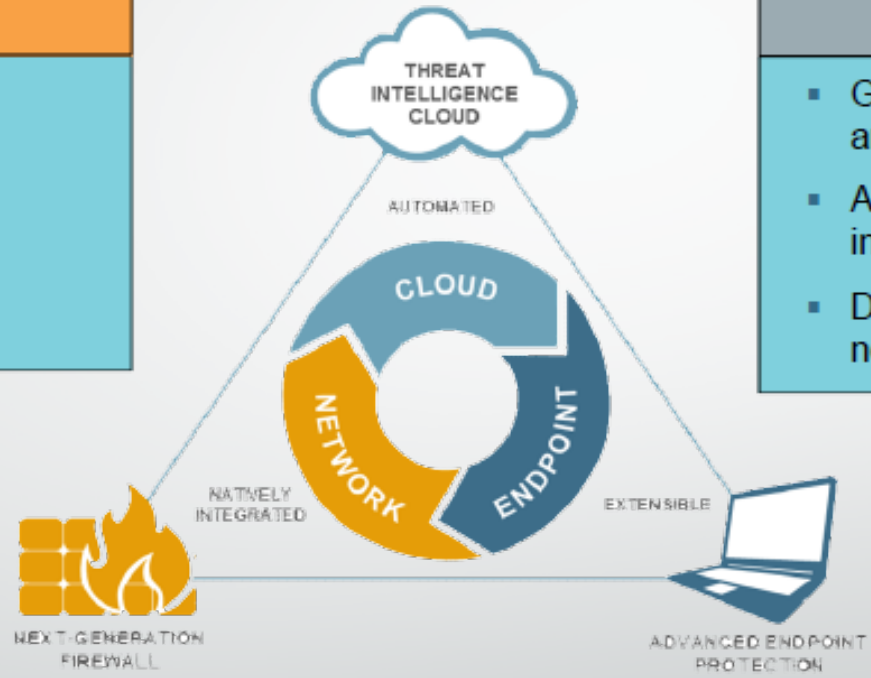 THREAT
INTELLIGENCE
CLOUD
AUTOMATED
CLOUD
NETWORK
ENDPOINT
NATIVELY
INTEGRATED
EXTENSIBLE
NEXT-GENERATION
FIREWALL
ADVANCED ENDPOINT
PROTECTION